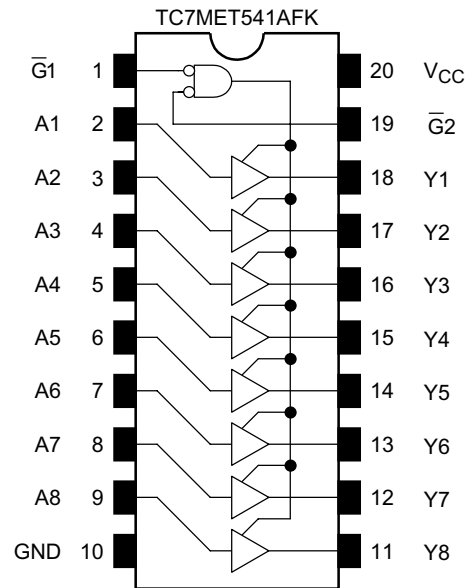 TC7MET541AFK
G̅1 1 20 VCC
A1 2 19 G̅2
A2 3 18 Y1
A3 4 17 Y2
A4 5 16 Y3
A5 6 15 Y4
A6 7 14 Y5
A7 8 13 Y6
A8 9 12 Y7
GND 10 11 Y8